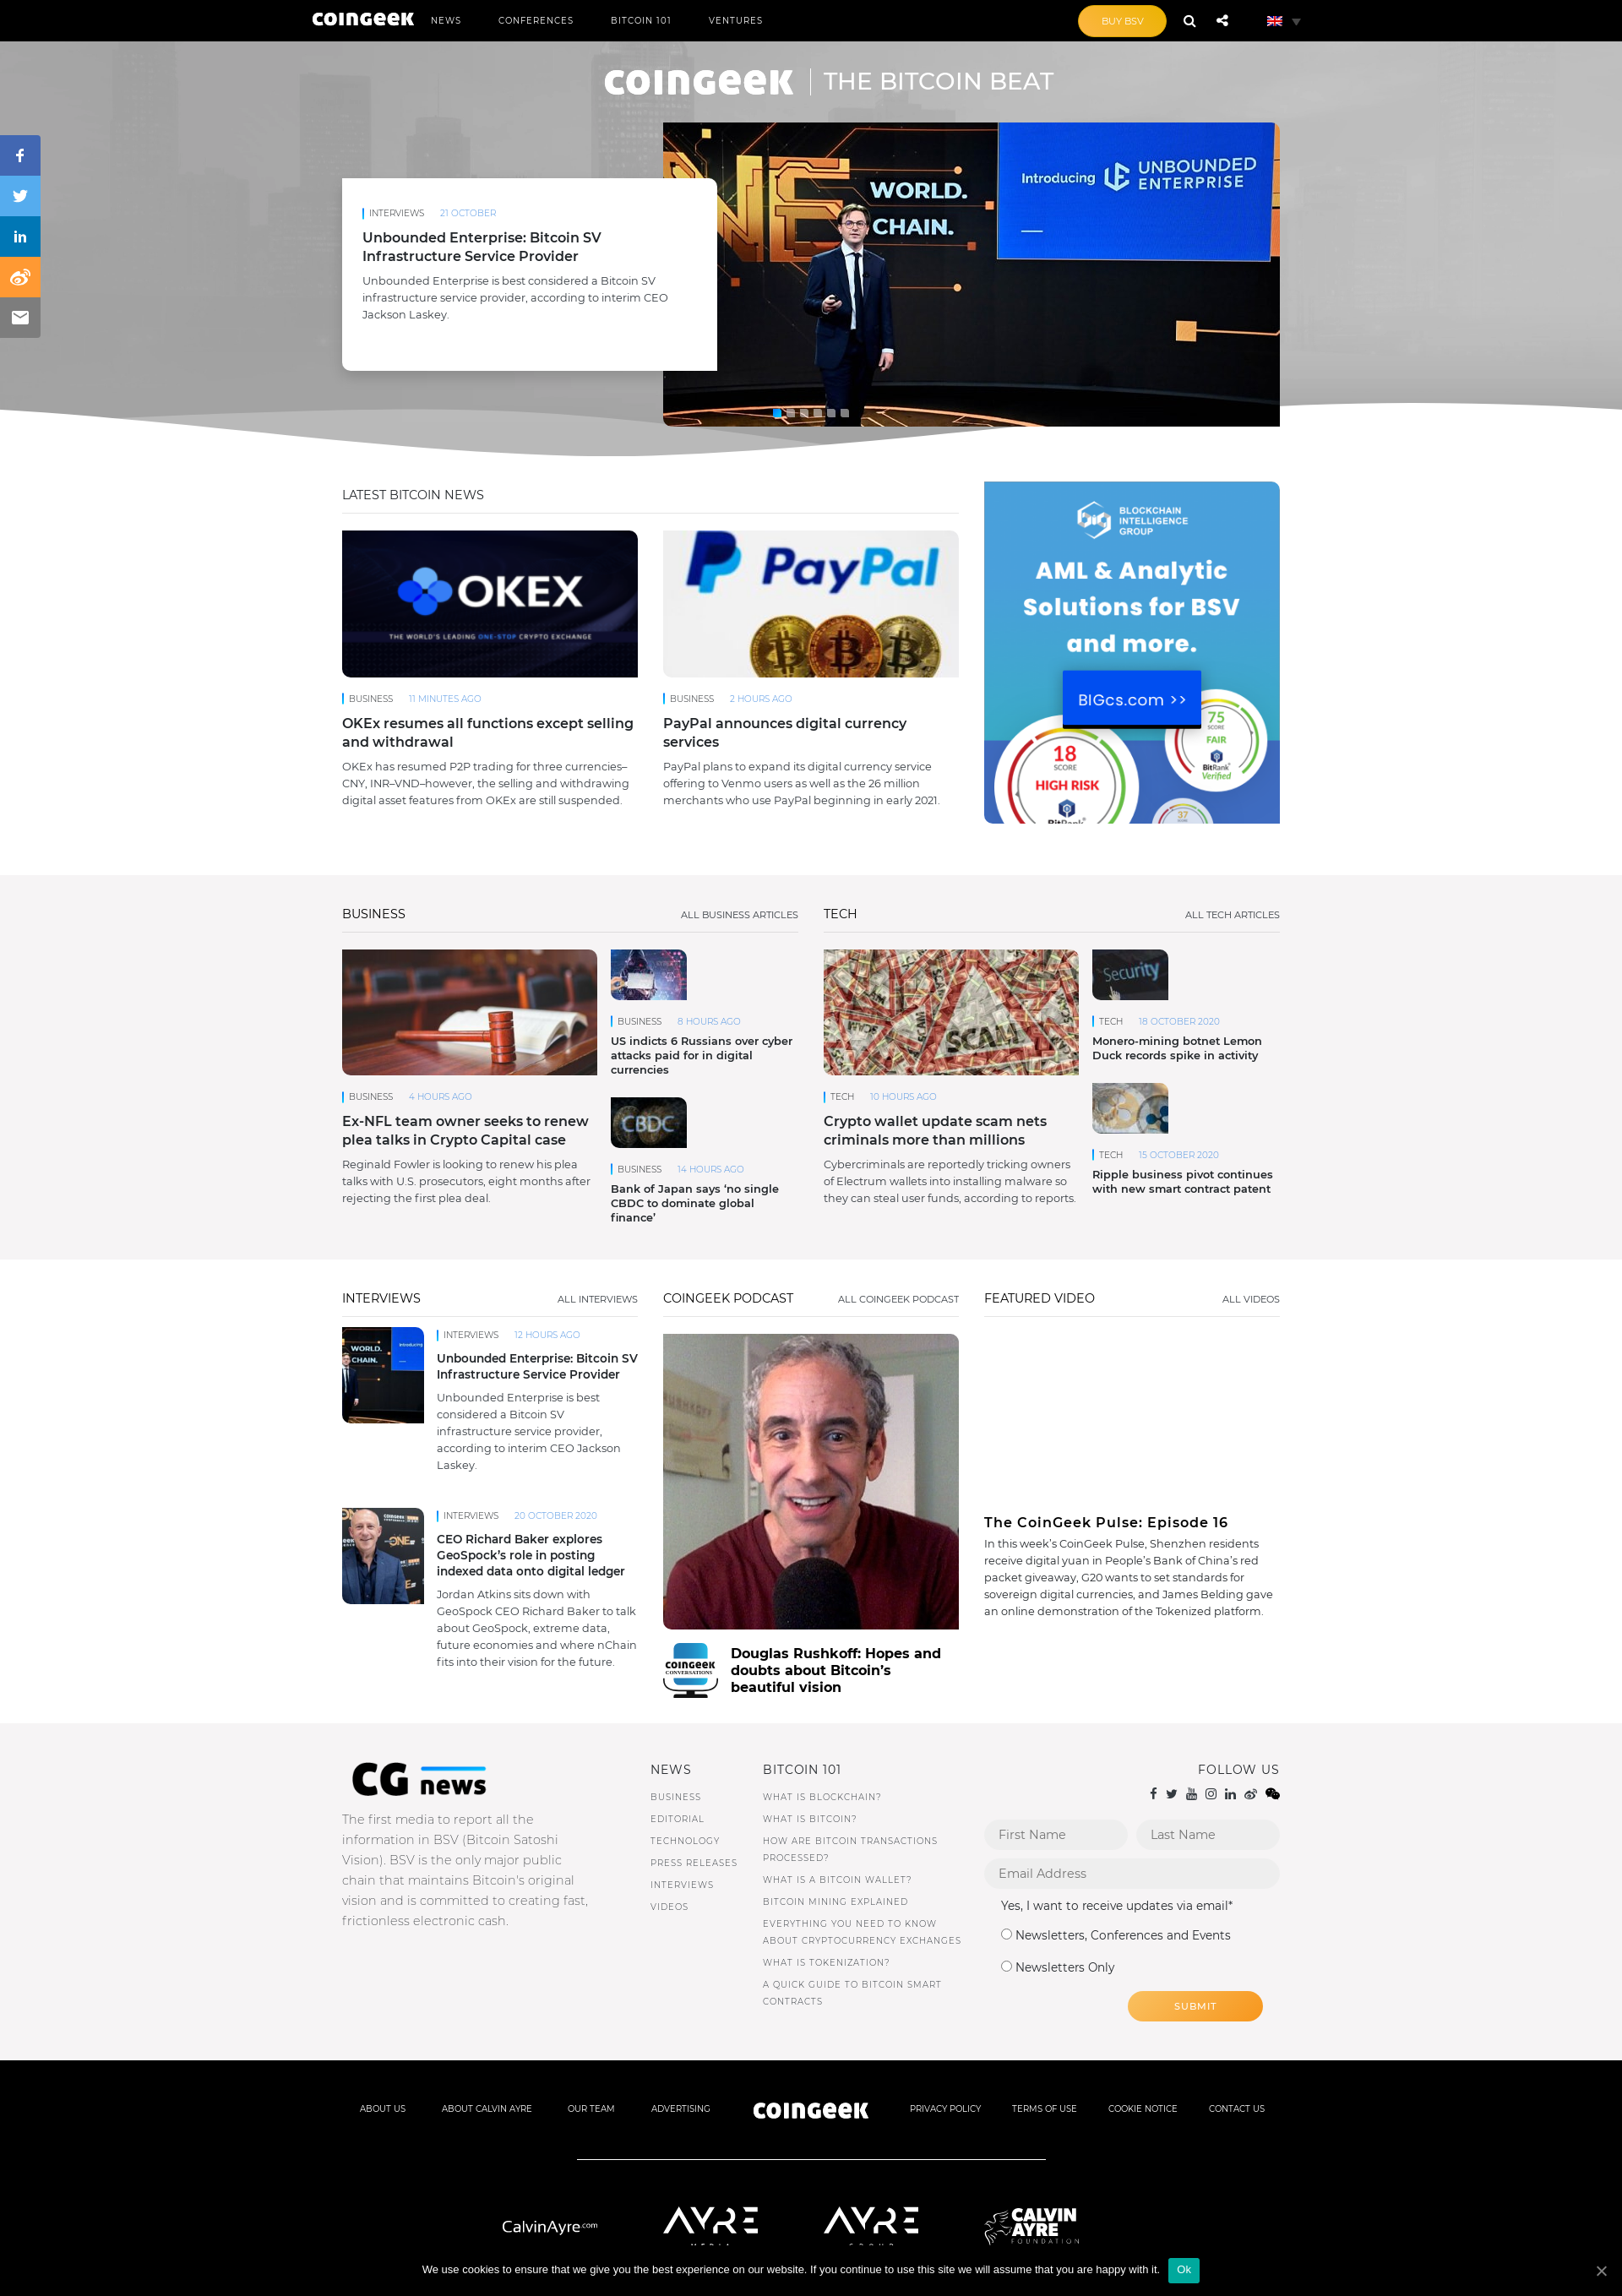 coingeek NEWS CONFERENCES BITCOIN 101 VENTURES BUY BSV
coingeek THE BITCOIN BEAT
WORLD.
CHAIN.
Introducing UNBOUNDED ENTERPRISE
INTERVIEWS 21 OCTOBER
Unbounded Enterprise: Bitcoin SV
Infrastructure Service Provider
Unbounded Enterprise is best considered a Bitcoin SV
infrastructure service provider, according to interim CEO
Jackson Laskey.
LATEST BITCOIN NEWS
OKEX
THE WORLD'S LEADING ONE-STOP CRYPTO EXCHANGE
BUSINESS 11 MINUTES AGO
OKEx resumes all functions except selling
and withdrawal
OKEx has resumed P2P trading for three currencies–
CNY, INR–VND–however, the selling and withdrawing
digital asset features from OKEx are still suspended.
PayPal
BUSINESS 2 HOURS AGO
PayPal announces digital currency
services
PayPal plans to expand its digital currency service
offering to Venmo users as well as the 26 million
merchants who use PayPal beginning in early 2021.
BIG BLOCKCHAIN
INTELLIGENCE
GROUP
AML & Analytic
Solutions for BSV
and more.
BIGcs.com >>
75
SCORE
FAIR
BitRank
Verified
18
SCORE
HIGH RISK
BitRank
37
SCORE
BUSINESS ALL BUSINESS ARTICLES
BUSINESS 4 HOURS AGO
Ex-NFL team owner seeks to renew
plea talks in Crypto Capital case
Reginald Fowler is looking to renew his plea
talks with U.S. prosecutors, eight months after
rejecting the first plea deal.
BUSINESS 8 HOURS AGO
US indicts 6 Russians over cyber
attacks paid for in digital
currencies
CBDC
BUSINESS 14 HOURS AGO
Bank of Japan says ‘no single
CBDC to dominate global
finance’
TECH ALL TECH ARTICLES
SCAM
TECH 10 HOURS AGO
Crypto wallet update scam nets
criminals more than millions
Cybercriminals are reportedly tricking owners
of Electrum wallets into installing malware so
they can steal user funds, according to reports.
Security
TECH 18 OCTOBER 2020
Monero-mining botnet Lemon
Duck records spike in activity
TECH 15 OCTOBER 2020
Ripple business pivot continues
with new smart contract patent
INTERVIEWS ALL INTERVIEWS
WORLD.
CHAIN.
Introducing
INTERVIEWS 12 HOURS AGO
Unbounded Enterprise: Bitcoin SV
Infrastructure Service Provider
Unbounded Enterprise is best
considered a Bitcoin SV
infrastructure service provider,
according to interim CEO Jackson
Laskey.
INTERVIEWS 20 OCTOBER 2020
CEO Richard Baker explores
GeoSpock’s role in posting
indexed data onto digital ledger
Jordan Atkins sits down with
GeoSpock CEO Richard Baker to talk
about GeoSpock, extreme data,
future economies and where nChain
fits into their vision for the future.
COINGEEK PODCAST ALL COINGEEK PODCAST
coingeek
CONVERSATIONS
Douglas Rushkoff: Hopes and
doubts about Bitcoin’s
beautiful vision
FEATURED VIDEO ALL VIDEOS
The CoinGeek Pulse: Episode 16
In this week’s CoinGeek Pulse, Shenzhen residents
receive digital yuan in People’s Bank of China’s red
packet giveaway, G20 wants to set standards for
sovereign digital currencies, and James Belding gave
an online demonstration of the Tokenized platform.
CG news
The first media to report all the
information in BSV (Bitcoin Satoshi
Vision). BSV is the only major public
chain that maintains Bitcoin's original
vision and is committed to creating fast,
frictionless electronic cash.
NEWS
BUSINESS
EDITORIAL
TECHNOLOGY
PRESS RELEASES
INTERVIEWS
VIDEOS
BITCOIN 101
WHAT IS BLOCKCHAIN?
WHAT IS BITCOIN?
HOW ARE BITCOIN TRANSACTIONS
PROCESSED?
WHAT IS A BITCOIN WALLET?
BITCOIN MINING EXPLAINED
EVERYTHING YOU NEED TO KNOW
ABOUT CRYPTOCURRENCY EXCHANGES
WHAT IS TOKENIZATION?
A QUICK GUIDE TO BITCOIN SMART
CONTRACTS
FOLLOW US
First Name Last Name
Email Address
Yes, I want to receive updates via email*
Newsletters, Conferences and Events
Newsletters Only
SUBMIT
ABOUT US ABOUT CALVIN AYRE OUR TEAM ADVERTISING coingeek PRIVACY POLICY TERMS OF USE COOKIE NOTICE CONTACT US
CalvinAyre.com AYRE MEDIA AYRE GROUP CALVIN AYRE FOUNDATION
We use cookies to ensure that we give you the best experience on our website. If you continue to use this site we will assume that you are happy with it. Ok